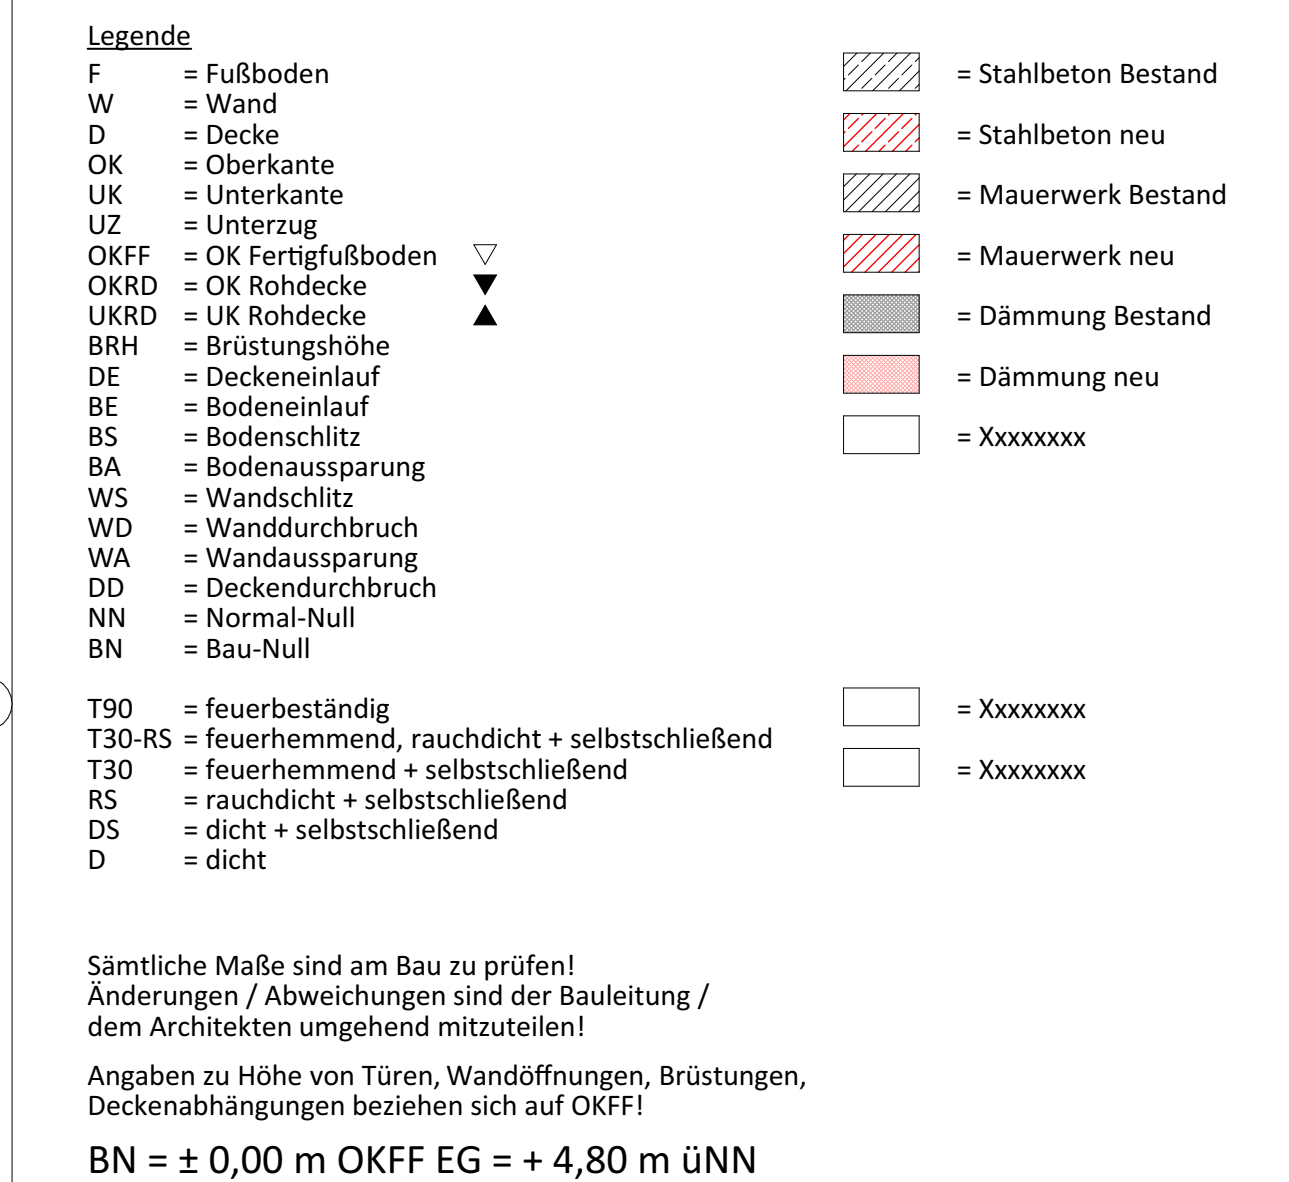 Legende
F = Fußboden
W = Wand
D = Decke
OK = Oberkante
UK = Unterkante
UZ = Unterzug
OKFF = OK Fertigfußboden
OKRD = OK Rohdecke
UKRD = UK Rohdecke
BRH = Brüstungshöhe
DE = Deckeneinlauf
BE = Bodeneinlauf
BS = Bodenschlitz
BA = Bodenaussparung
WS = Wandschlitz
WD = Wanddurchbruch
WA = Wandaussparung
DD = Deckendurchbruch
NN = Normal-Null
BN = Bau-Null
T90 = feuerbeständig
T30-RS = feuerhemmend, rauchdicht + selbstschließend
T30 = feuerhemmend + selbstschließend
RS = rauchdicht + selbstschließend
DS = dicht + selbstschließend
D = dicht
= Stahlbeton Bestand
= Stahlbeton neu
= Mauerwerk Bestand
= Mauerwerk neu
= Dämmung Bestand
= Dämmung neu
= Xxxxxxxx
= Xxxxxxxx
= Xxxxxxxx
Sämtliche Maße sind am Bau zu prüfen!
Änderungen / Abweichungen sind der Bauleitung /
dem Architekten umgehend mitzuteilen!
Angaben zu Höhe von Türen, Wandöffnungen, Brüstungen,
Deckenabhängungen beziehen sich auf OKFF!
BN = ± 0,00 m OKFF EG = + 4,80 m üNN